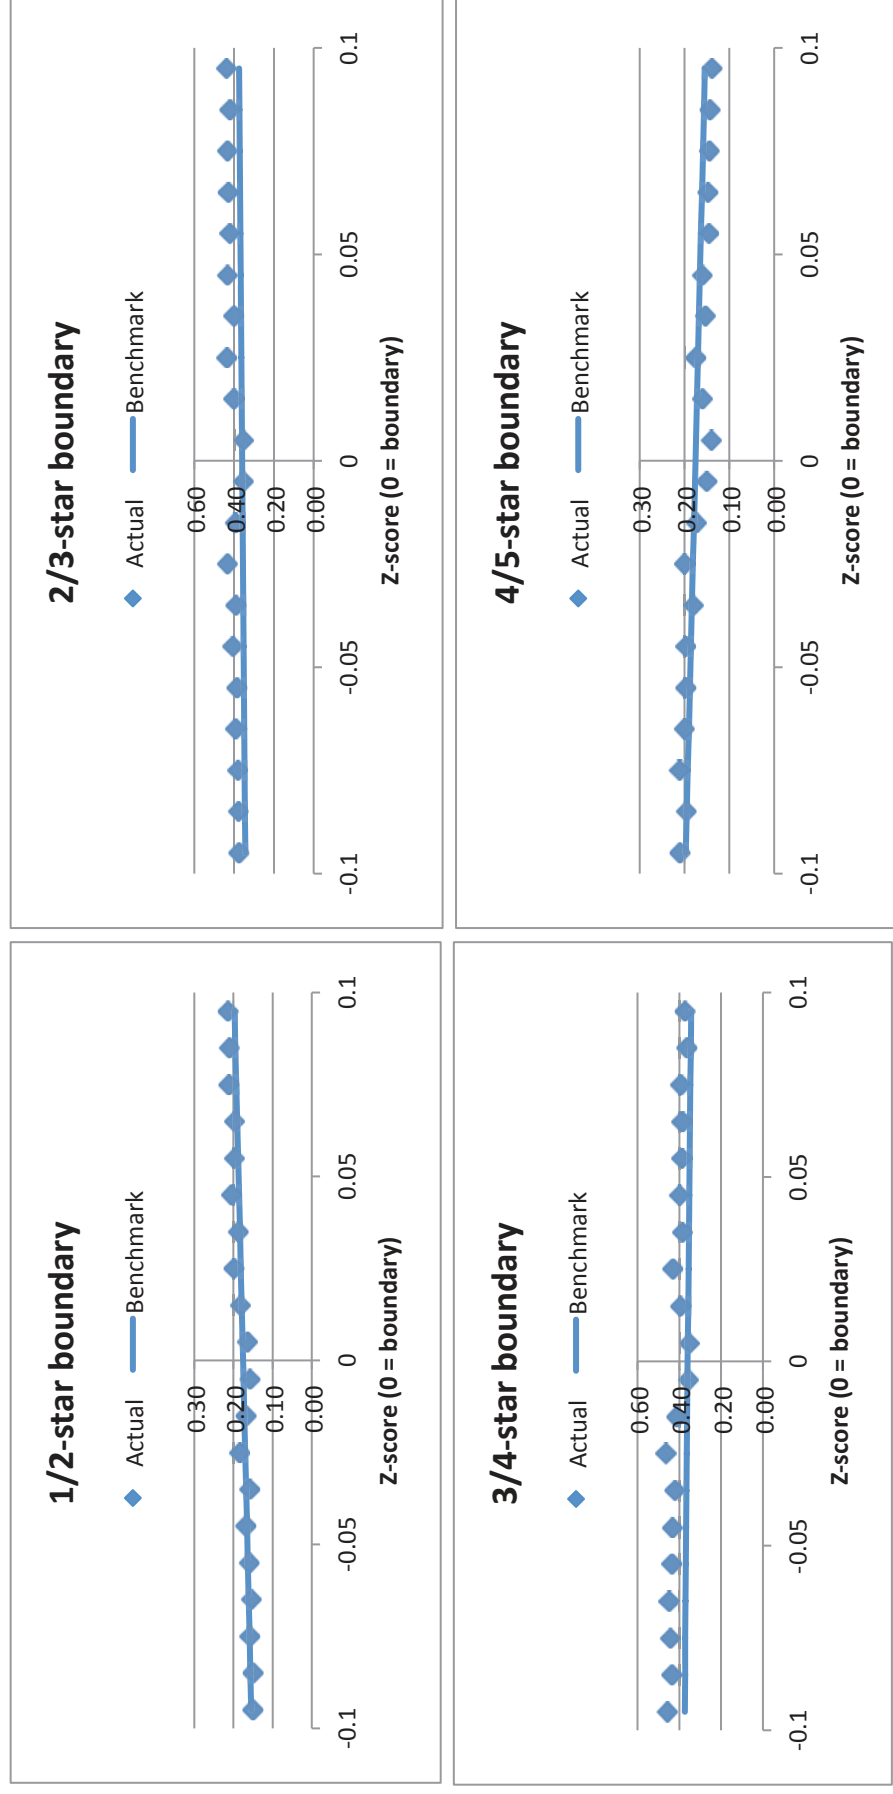 1/2-star boundary
Actual Benchmark
0.30
0.20
0.10
0.00
-0.1 -0.05 0 0.05 0.1
Z-score (0 = boundary)
2/3-star boundary
Actual Benchmark
0.60
0.40
0.20
0.00
-0.1 -0.05 0 0.05 0.1
Z-score (0 = boundary)
3/4-star boundary
Actual Benchmark
0.60
0.40
0.20
0.00
-0.1 -0.05 0 0.05 0.1
Z-score (0 = boundary)
4/5-star boundary
Actual Benchmark
0.30
0.20
0.10
0.00
-0.1 -0.05 0 0.05 0.1
Z-score (0 = boundary)